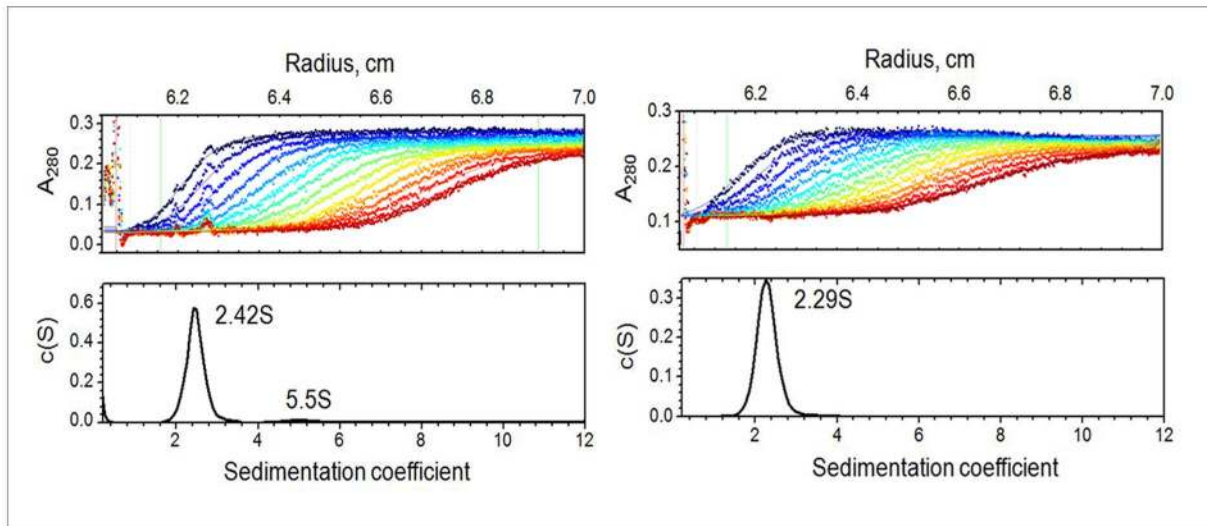 Radius, cm
6.2 6.4 6.6 6.8 7.0
0.3
0.2
0.1
0.0
A280
0.6
0.4
0.2
0.0
c(S)
2.42S
5.5S
2 4 6 8 10 12
Sedimentation coefficient
Radius, cm
6.2 6.4 6.6 6.8 7.0
0.3
0.2
0.1
A280
0.3
0.2
0.1
0.0
c(S)
2.29S
2 4 6 8 10 12
Sedimentation coefficient